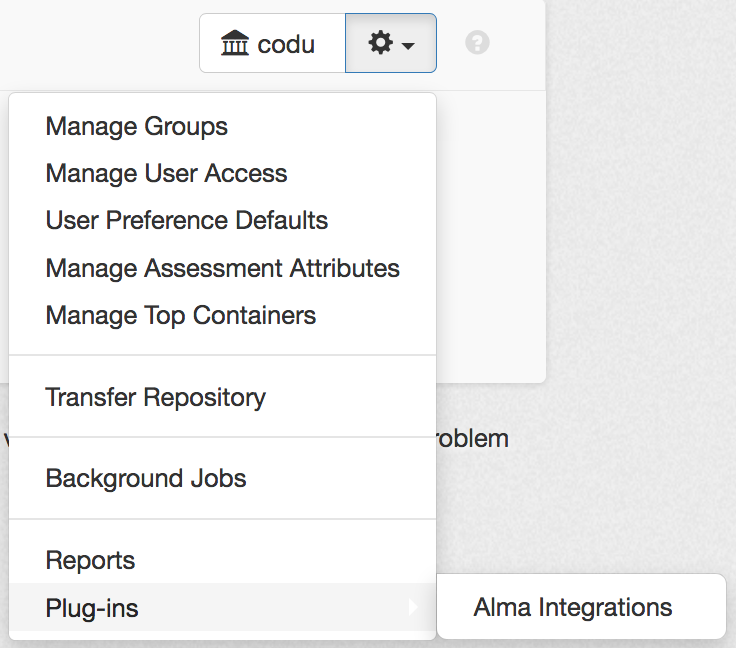 codu
Manage Groups
Manage User Access
User Preference Defaults
Manage Assessment Attributes
Manage Top Containers
Transfer Repository
roblem
Background Jobs
Reports
Plug-ins
Alma Integrations